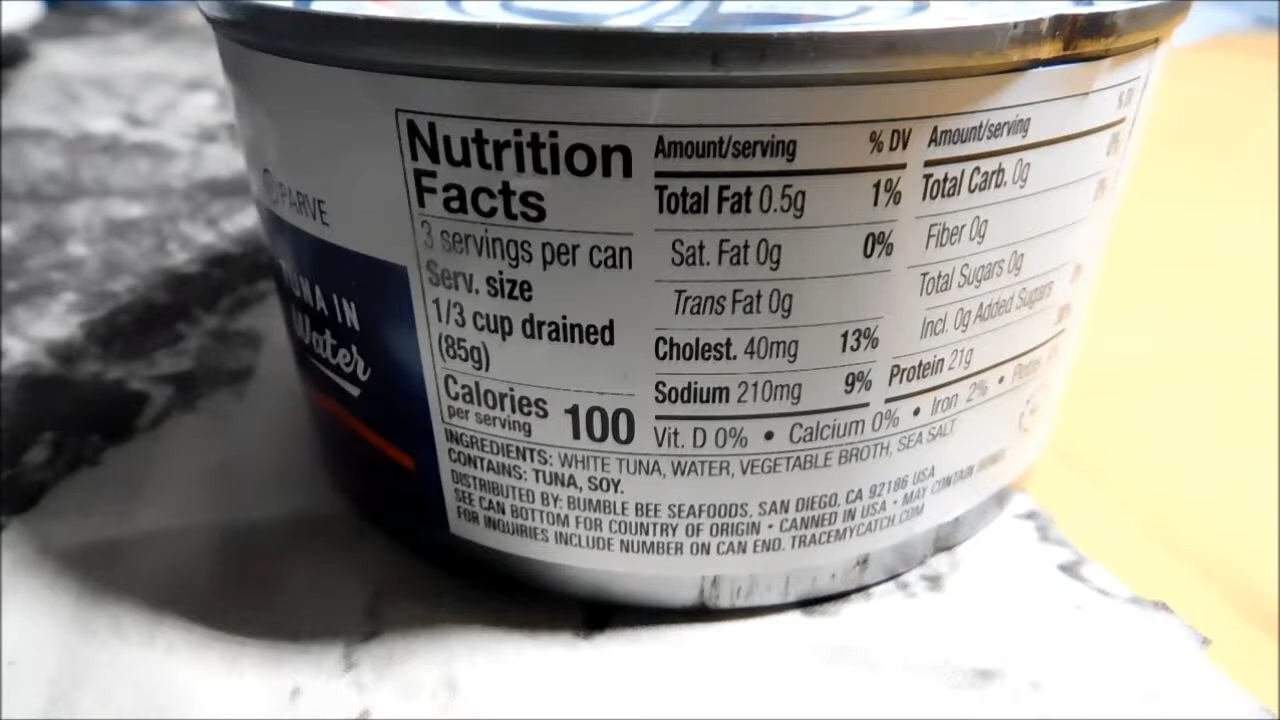 PARVE
TUNA IN
Water
Nutrition
Facts
3 servings per can
Serv. size
1/3 cup drained
(85g)
Calories
per serving
100
Amount/serving % DV
Total Fat 0.5g 1%
Sat. Fat 0g 0%
Trans Fat 0g
Cholest. 40mg 13%
Sodium 210mg 9%
Amount/serving
Total Carb. 0g
Fiber 0g
Total Sugars 0g
Incl. 0g Added Sugars
Protein 21g
Vit. D 0% • Calcium 0% • Iron 2% •
INGREDIENTS: WHITE TUNA, WATER, VEGETABLE BROTH, SEA SALT
CONTAINS: TUNA, SOY.
DISTRIBUTED BY: BUMBLE BEE SEAFOODS, SAN DIEGO, CA 92186 USA
SEE CAN BOTTOM FOR COUNTRY OF ORIGIN • CANNED IN USA • MAY CONTAIN
FOR INQUIRIES INCLUDE NUMBER ON CAN END. TRACEMYCATCH.COM